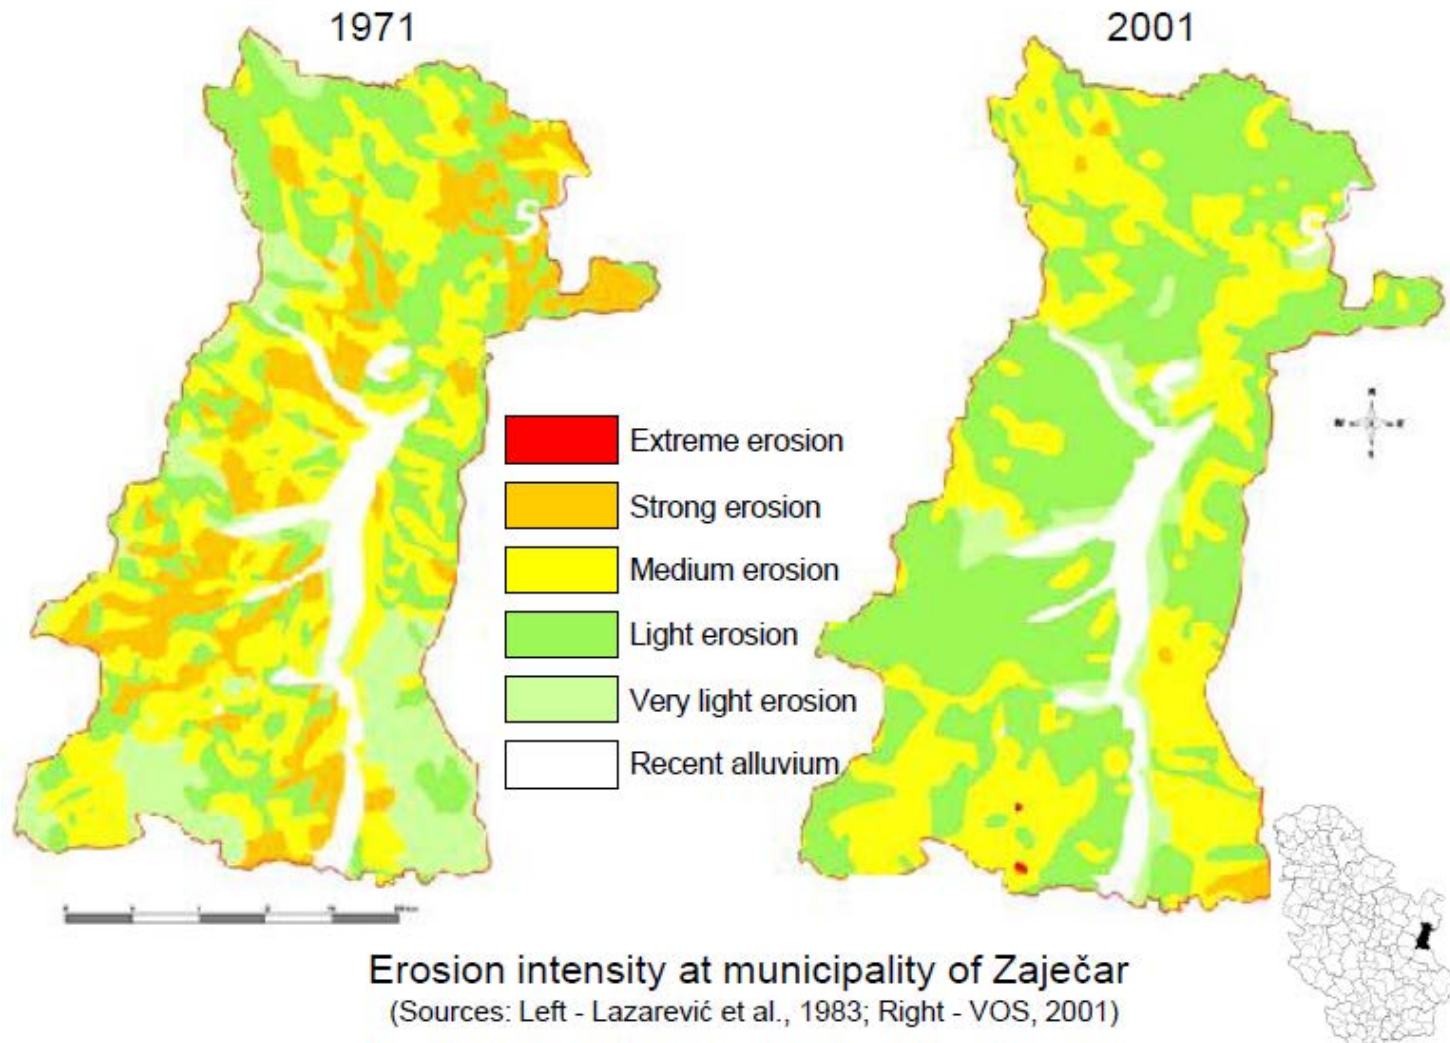 1971
2001
Extreme erosion
Strong erosion
Medium erosion
Light erosion
Very light erosion
Recent alluvium
Erosion intensity at municipality of Zaječar
(Sources: Left - Lazarević et al., 1983; Right - VOS, 2001)